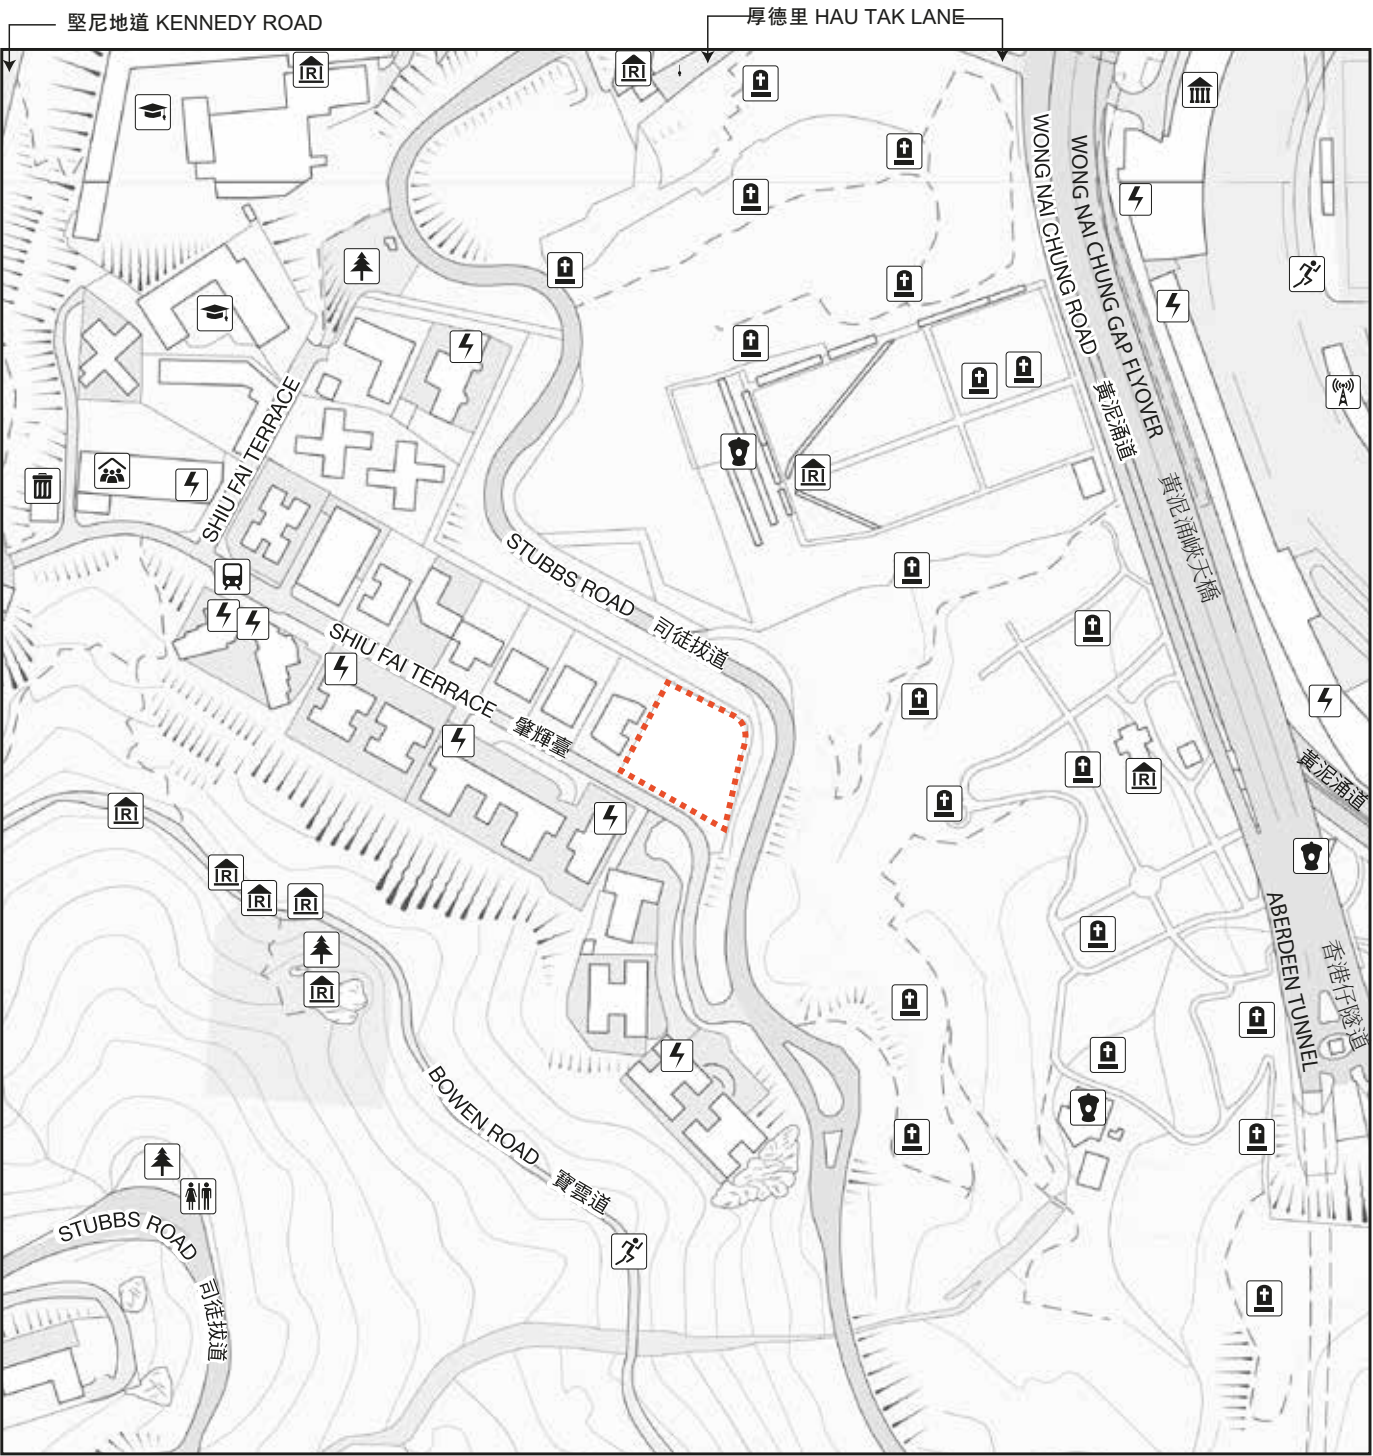 堅尼地道 KENNEDY ROAD
厚德里 HAU TAK LANE
WONG NAI CHUNG ROAD 黃泥涌道
WONG NAI CHUNG GAP FLYOVER 黃泥涌峽天橋
SHIU FAI TERRACE
STUBBS ROAD 司徒拔道
SHIU FAI TERRACE 肇輝臺
黃泥涌道
ABERDEEN TUNNEL 香港仔隧道
BOWEN ROAD 寶雲道
STUBBS ROAD 司徒拔道
R
R
R
R
R
R
R
R
R